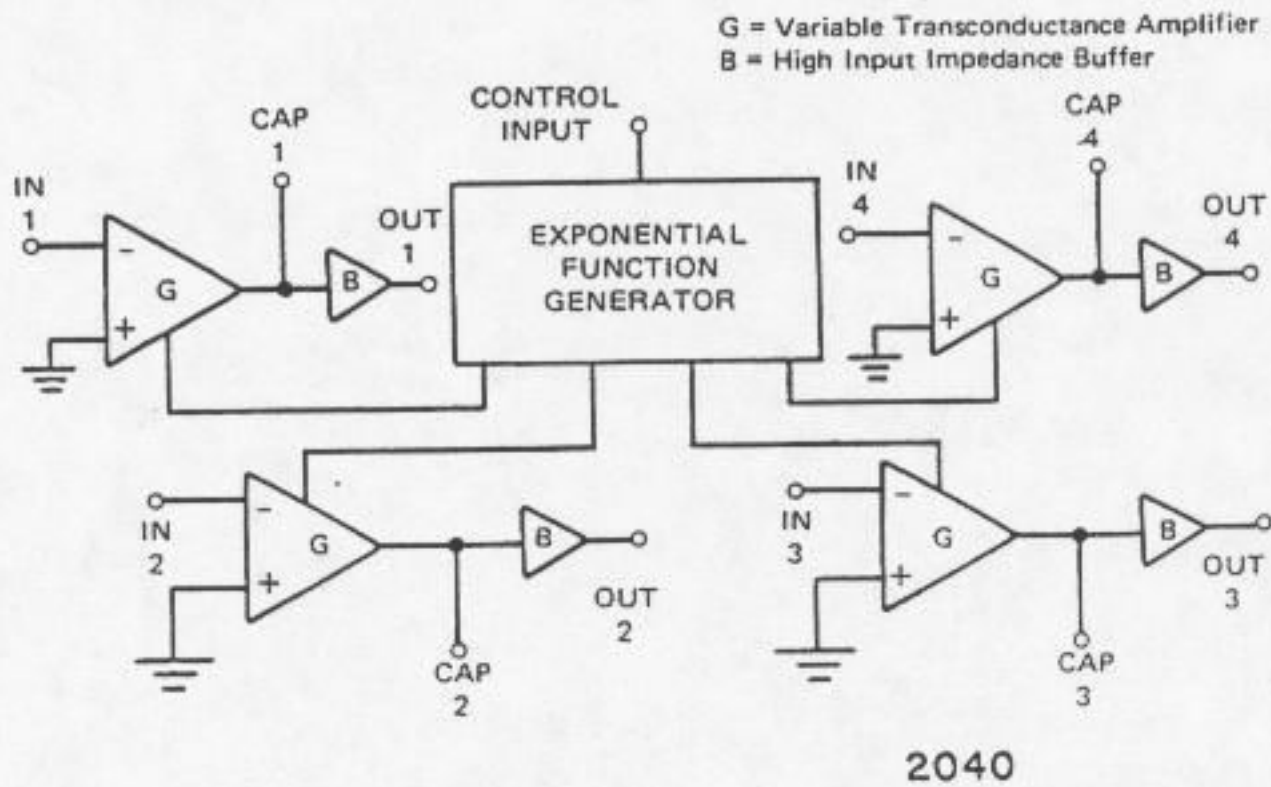 G = Variable Transconductance Amplifier
B = High Input Impedance Buffer
CAP
1
CONTROL
INPUT
CAP
.4
IN
1
OUT
1
IN
4
OUT
4
EXPONENTIAL
FUNCTION
GENERATOR
-
G
+
B
-
G
+
B
IN
2
-
G
+
B
OUT
2
CAP
2
IN
3
-
G
+
B
OUT
3
CAP
3
2040